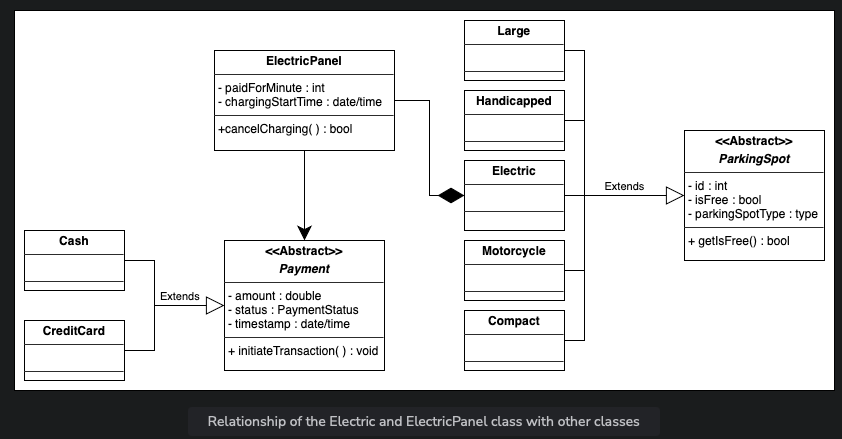 Large
ElectricPanel
- paidForMinute : int
- chargingStartTime : date/time
+cancelCharging( ) : bool
Handicapped
Electric
Extends
<<Abstract>>
ParkingSpot
- id : int
- isFree : bool
- parkingSpotType : type
+ getIsFree() : bool
Cash
<<Abstract>>
Payment
- amount : double
- status : PaymentStatus
- timestamp : date/time
+ initiateTransaction( ) : void
Extends
CreditCard
Motorcycle
Compact
Relationship of the Electric and ElectricPanel class with other classes